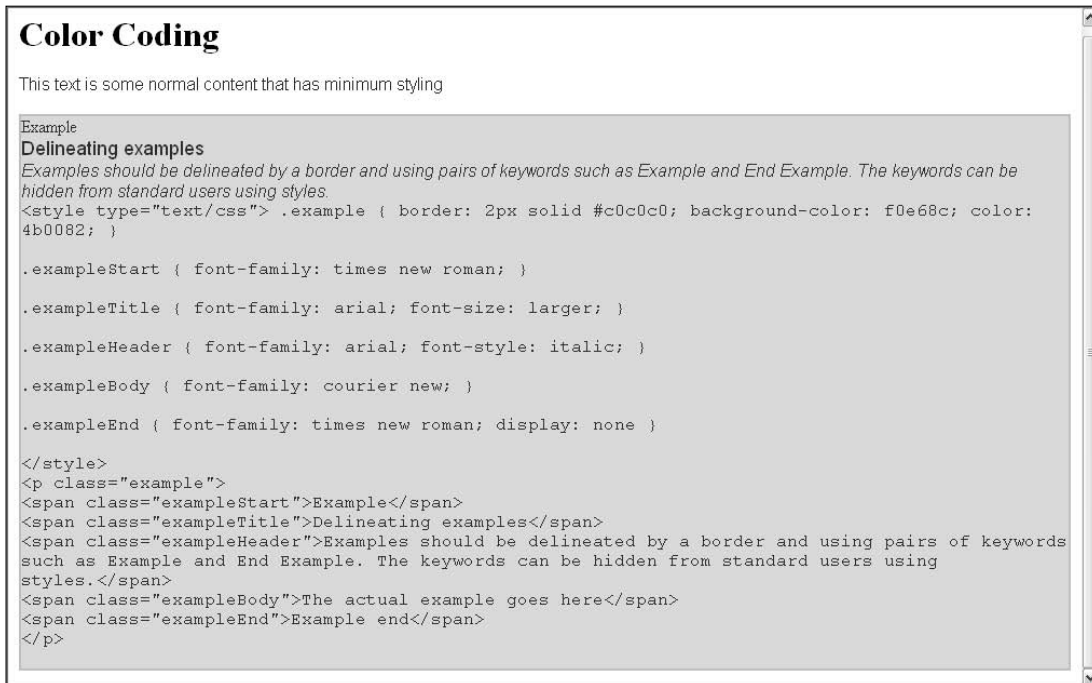 Color Coding
This text is some normal content that has minimum styling
Example
Delineating examples
Examples should be delineated by a border and using pairs of keywords such as Example and End Example. The keywords can be
hidden from standard users using styles.
<style type="text/css"> .example { border: 2px solid #c0c0c0; background-color: f0e68c; color:
4b0082; }
.exampleStart { font-family: times new roman; }
.exampleTitle { font-family: arial; font-size: larger; }
.exampleHeader { font-family: arial; font-style: italic; }
.exampleBody { font-family: courier new; }
.exampleEnd { font-family: times new roman; display: none }
</style>
<p class="example">
<span class="exampleStart">Example</span>
<span class="exampleTitle">Delineating examples</span>
<span class="exampleHeader">Examples should be delineated by a border and using pairs of keywords
such as Example and End Example. The keywords can be hidden from standard users using
styles.</span>
<span class="exampleBody">The actual example goes here</span>
<span class="exampleEnd">Example end</span>
</p>